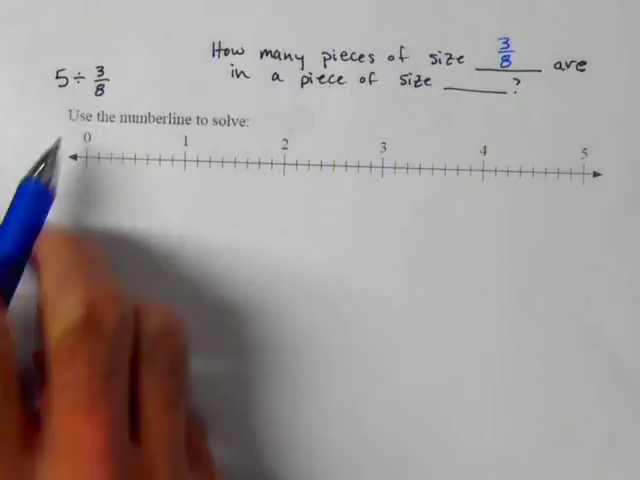 How many pieces of size 3/8 are
in a piece of size ____?
5 ÷ 3/8
Use the numberline to solve:
0 1 2 3 4 5